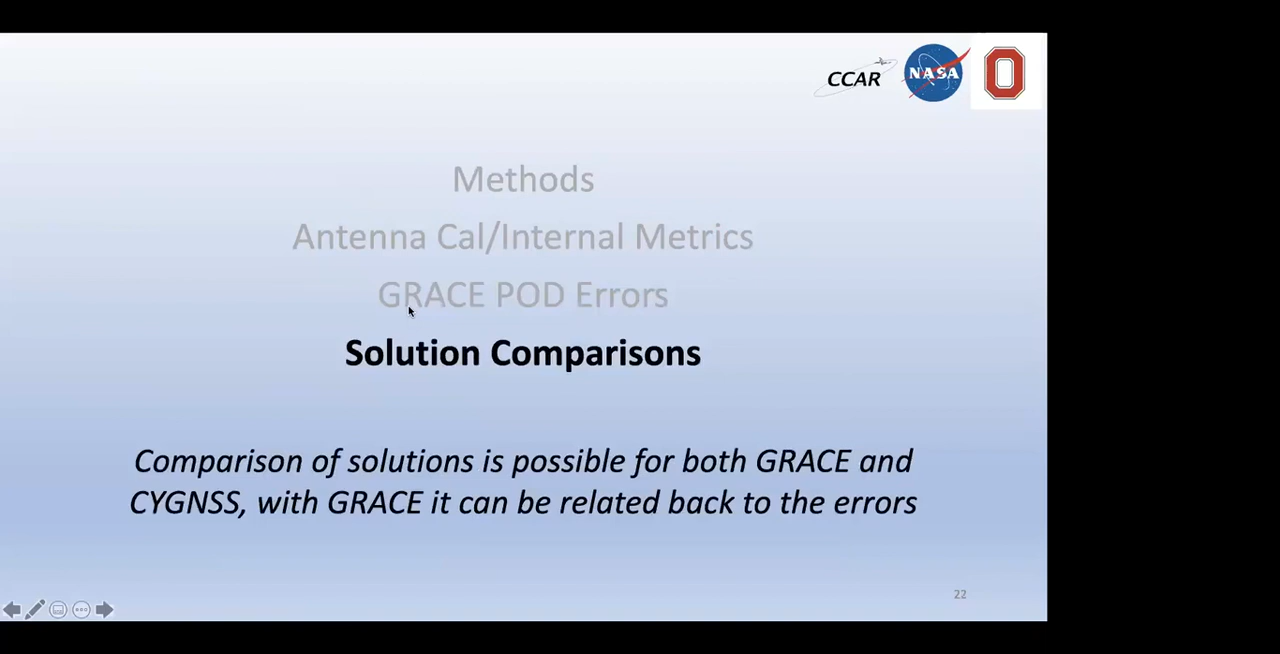 CCAR
NASA
O
Methods
Antenna Cal/Internal Metrics
GRACE POD Errors
Solution Comparisons
Comparison of solutions is possible for both GRACE and
CYGNSS, with GRACE it can be related back to the errors
22